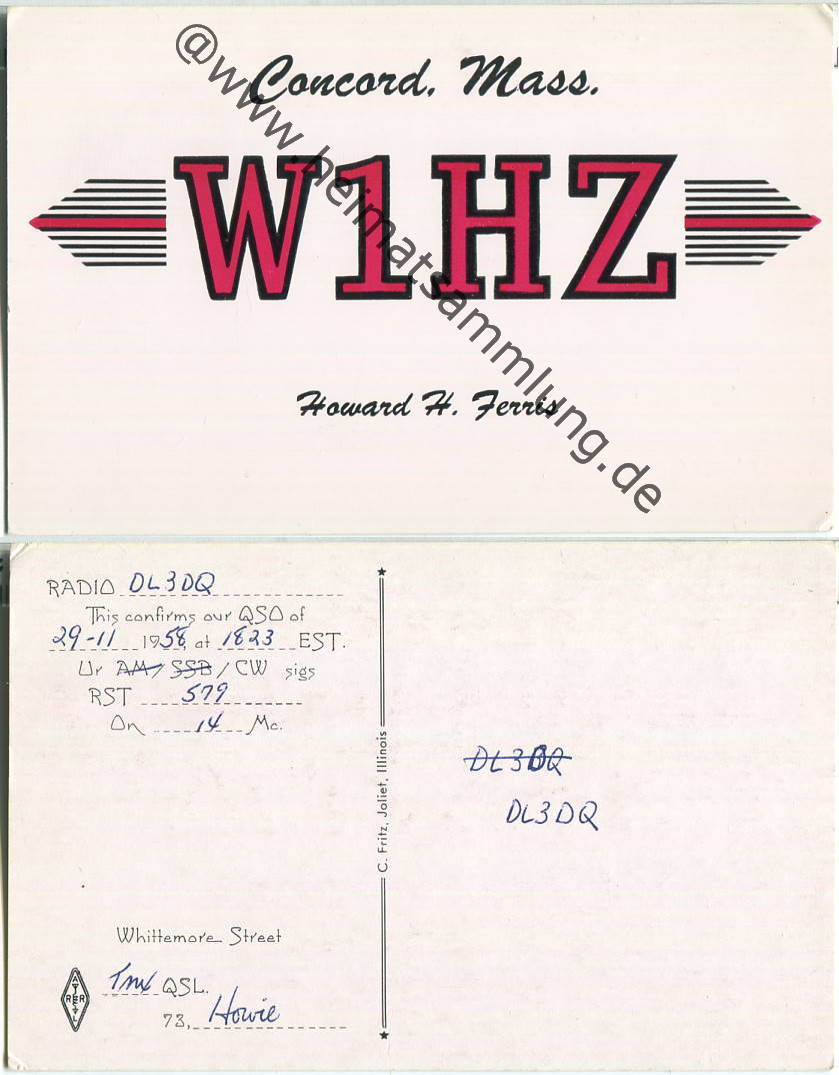 Concord, Mass.
W1HZ
Howard H. Ferris
@www.heimatsammlung.de
RADIO DL3DQ
This confirms our QSO of
29-11 1958, at 1823 EST.
Ur AM / SSB / CW sigs
RST 579
On 14 Mc.
Whittemore Street
Tnx QSL.
73, Howie
ARRL
C. Fritz, Joliet, Illinois
DL3DQ
DL3DQ